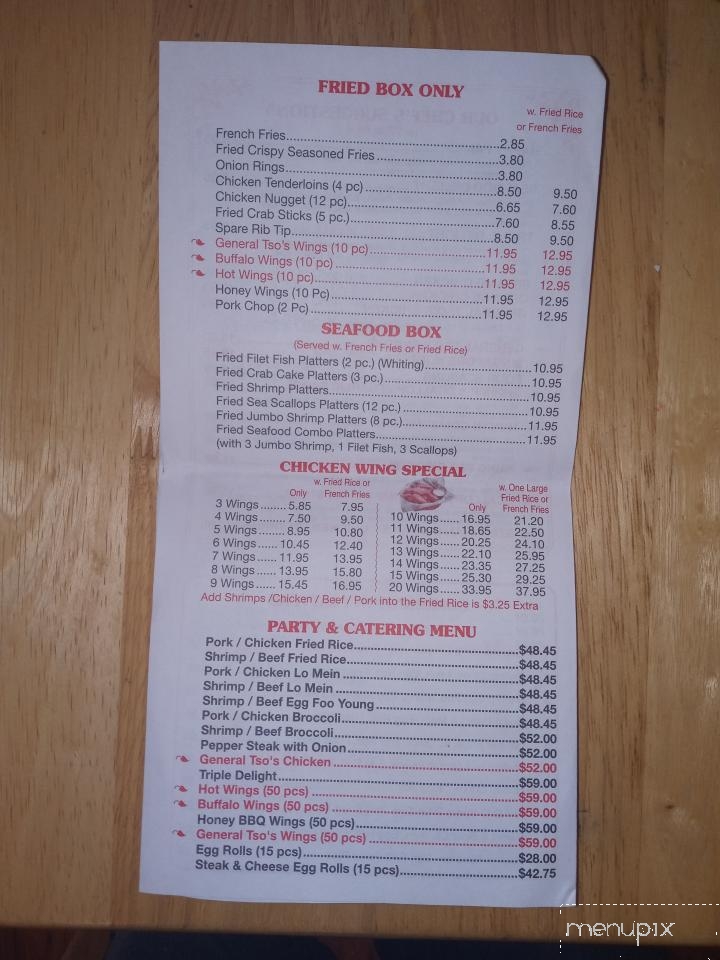 FRIED BOX ONLY
w. Fried Rice
or French Fries
French Fries 2.85
Fried Crispy Seasoned Fries 3.80
Onion Rings 3.80
Chicken Tenderloins (4 pc) 8.50 9.50
Chicken Nugget (12 pc) 6.65 7.60
Fried Crab Sticks (5 pc.) 7.60 8.55
Spare Rib Tip 8.50 9.50
General Tso's Wings (10 pc) 11.95 12.95
Buffalo Wings (10 pc) 11.95 12.95
Hot Wings (10 pc) 11.95 12.95
Honey Wings (10 Pc) 11.95 12.95
Pork Chop (2 Pc) 11.95 12.95
SEAFOOD BOX
(Served w. French Fries or Fried Rice)
Fried Filet Fish Platters (2 pc.) (Whiting) 10.95
Fried Crab Cake Platters (3 pc.) 10.95
Fried Shrimp Platters 10.95
Fried Sea Scallops Platters (12 pc.) 10.95
Fried Jumbo Shrimp Platters (8 pc.) 11.95
Fried Seafood Combo Platters 11.95
(with 3 Jumbo Shrimp, 1 Filet Fish, 3 Scallops)
CHICKEN WING SPECIAL
w. Fried Rice or
Only French Fries
3 Wings 5.85 7.95
4 Wings 7.50 9.50
5 Wings 8.95 10.80
6 Wings 10.45 12.40
7 Wings 11.95 13.95
8 Wings 13.95 15.80
9 Wings 15.45 16.95
w. One Large
Fried Rice or
Only French Fries
10 Wings 16.95 21.20
11 Wings 18.65 22.50
12 Wings 20.25 24.10
13 Wings 22.10 25.95
14 Wings 23.35 27.25
15 Wings 25.30 29.25
20 Wings 33.95 37.95
Add Shrimps /Chicken / Beef / Pork into the Fried Rice is $3.25 Extra
PARTY & CATERING MENU
Pork / Chicken Fried Rice $48.45
Shrimp / Beef Fried Rice $48.45
Pork / Chicken Lo Mein $48.45
Shrimp / Beef Lo Mein $48.45
Shrimp / Beef Egg Foo Young $48.45
Pork / Chicken Broccoli $48.45
Shrimp / Beef Broccoli $52.00
Pepper Steak with Onion $52.00
General Tso's Chicken $52.00
Triple Delight $59.00
Hot Wings (50 pcs) $59.00
Buffalo Wings (50 pcs) $59.00
Honey BBQ Wings (50 pcs) $59.00
General Tso's Wings (50 pcs) $59.00
Egg Rolls (15 pcs) $28.00
Steak & Cheese Egg Rolls (15 pcs) $42.75
menupix